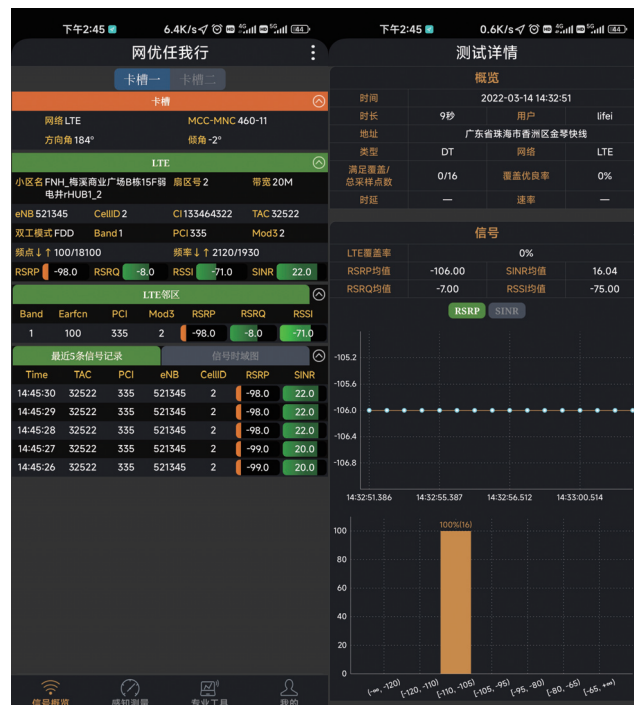 下午2:45 6.4K/s 4G 5G 44
网优任我行
卡槽一 卡槽二
卡槽
网络 LTE MCC-MNC 460-11
方向角 184° 倾角 -2°
LTE
小区名 FNH_梅溪商业广场B栋15F弱电井rHUB1_2 扇区号 2 带宽 20M
eNB 521345 CellID 2 CI 133464322 TAC 32522
双工模式 FDD Band 1 PCI 335 Mod3 2
频点↓↑ 100/18100 频率↓↑ 2120/1930
RSRP -98.0 RSRQ -8.0 RSSI -71.0 SINR 22.0
LTE邻区
Band Earfcn PCI Mod3 RSRP RSRQ RSSI
1 100 335 2 -98.0 -8.0 -71.0
最近5条信号记录 信号时域图
Time TAC PCI eNB CellID RSRP SINR
14:45:30 32522 335 521345 2 -98.0 22.0
14:45:29 32522 335 521345 2 -98.0 22.0
14:45:28 32522 335 521345 2 -98.0 22.0
14:45:27 32522 335 521345 2 -99.0 20.0
14:45:26 32522 335 521345 2 -99.0 20.0
信号概览 感知测量 专业工具 我的
下午2:45 0.6K/s 4G 5G 44
测试详情
概览
时间 2022-03-14 14:32:51
时长 9秒 用户 lifei
地址 广东省珠海市香洲区金琴快线
类型 DT 网络 LTE
满足覆盖/总采样点数 0/16 覆盖优良率 0%
时延 — 速率 —
信号
LTE覆盖率 0%
RSRP均值 -106.00 SINR均值 16.04
RSRQ均值 -7.00 RSSI均值 -75.00
RSRP SINR
-105.2
-105.6
-106.0
-106.4
-106.8
14:32:51.386 14:32:55.387 14:32:56.512 14:33:00.514
100%(16)
100
80
60
40
20
0
(-∞, -120) [-120, -110) [-110, -105) [-105, -95) [-95, -80) [-80, -65) [-65, +∞)